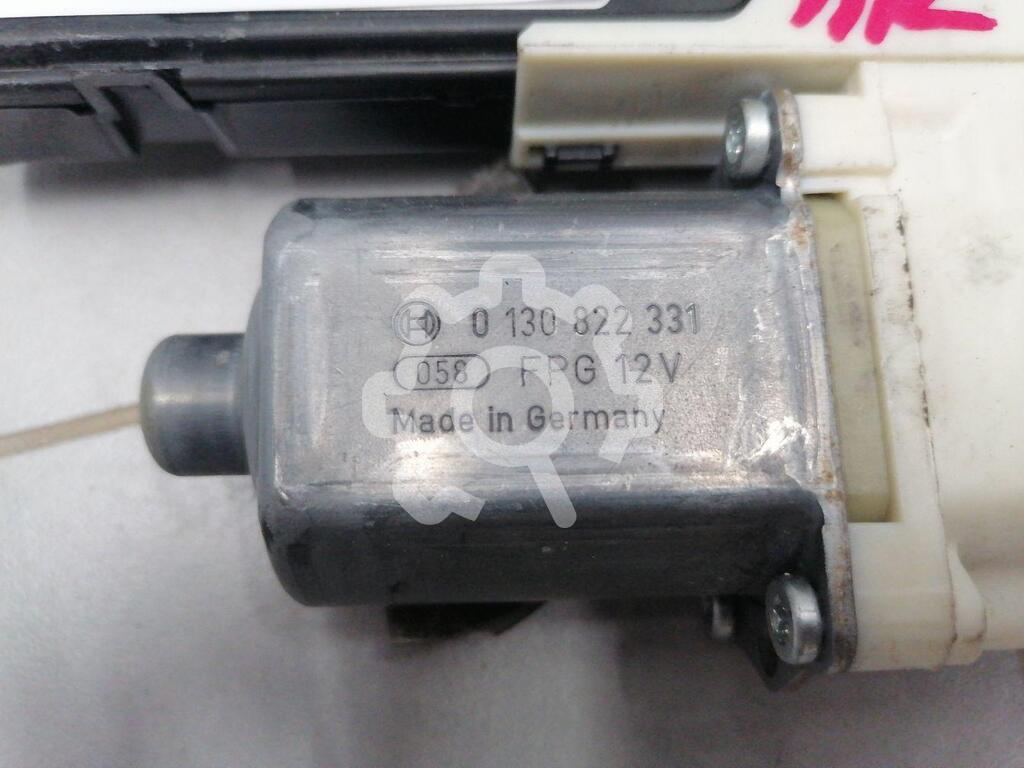 0 130 822 331
058 FPG 12V
Made in Germany